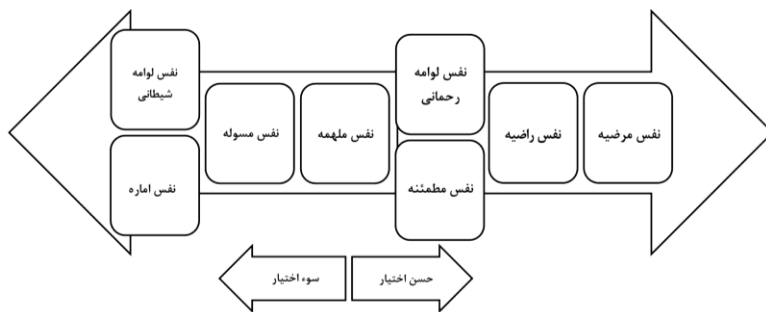 نفس مرضیه
نفس راضیه
نفس لوامه
رحمانی
نفس مطمئنه
نفس ملهمه
نفس مسوله
نفس لوامه
شیطانی
نفس اماره
حسن اختیار
سوء اختیار